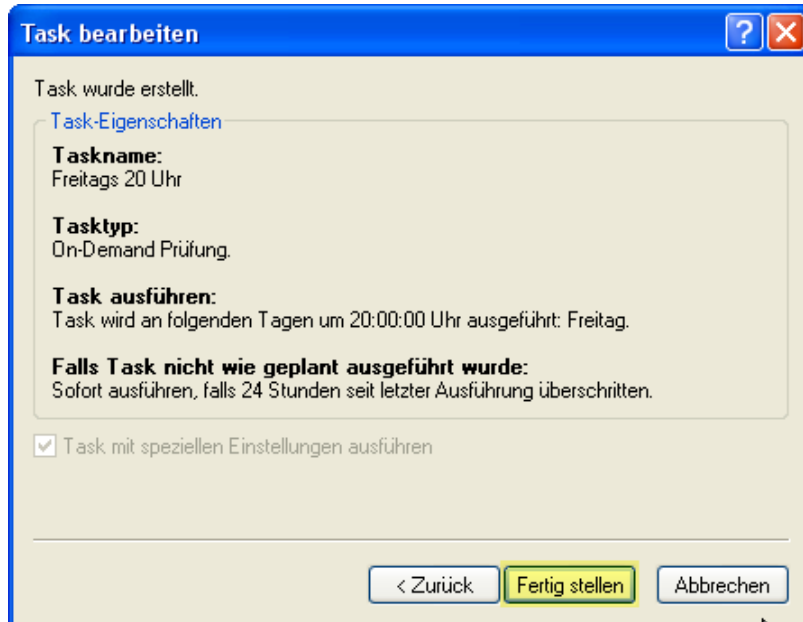 Task bearbeiten
Task wurde erstellt.
Task-Eigenschaften
Taskname:
Freitags 20 Uhr
Tasktyp:
On-Demand Prüfung.
Task ausführen:
Task wird an folgenden Tagen um 20:00:00 Uhr ausgeführt: Freitag.
Falls Task nicht wie geplant ausgeführt wurde:
Sofort ausführen, falls 24 Stunden seit letzter Ausführung überschritten.
Task mit speziellen Einstellungen ausführen
< Zurück Fertig stellen Abbrechen